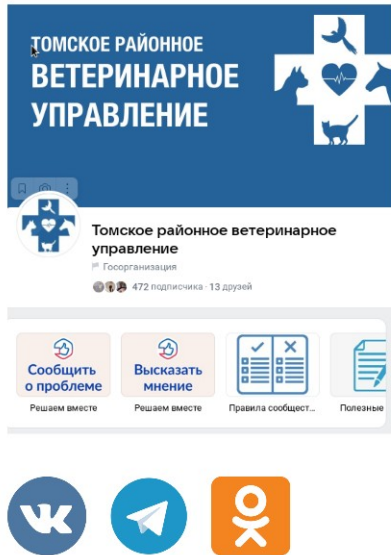 ТОМСКОЕ РАЙОННОЕ
ВЕТЕРИНАРНОЕ
УПРАВЛЕНИЕ
Томское районное ветеринарное
управление
Госорганизация
472 подписчика · 13 друзей
Сообщить
о проблеме
Высказать
мнение
Решаем вместе
Решаем вместе
Правила сообщест...
Полезные